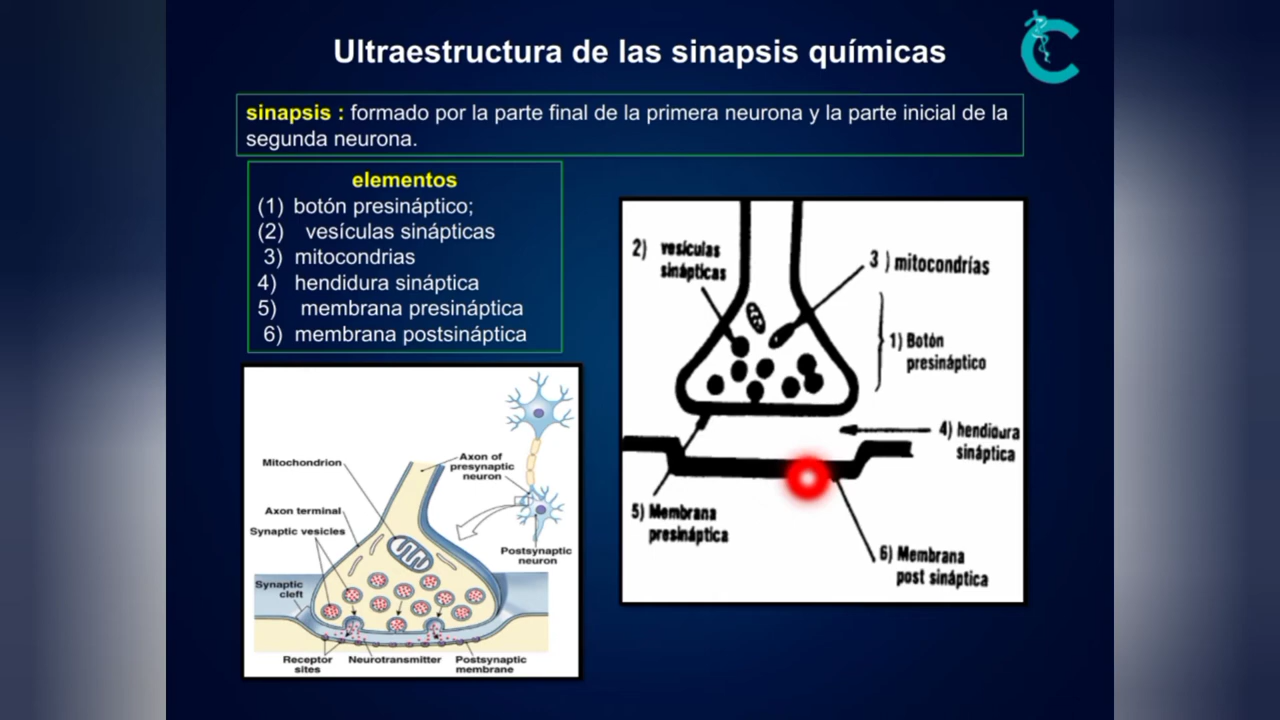 Ultraestructura de las sinapsis químicas
sinapsis : formado por la parte final de la primera neurona y la parte inicial de la
segunda neurona.
elementos
(1) botón presináptico;
(2) vesículas sinápticas
3) mitocondrias
4) hendidura sináptica
5) membrana presináptica
6) membrana postsináptica
2) vesículas
sinápticas
3 ) mitocondrías
1) Botón
presináptico
4) hendidura
sináptica
5) Membrana
presináptica
6) Membrana
post sináptica
Mitochondrion
Axon of
presynaptic
neuron
Axon terminal
Synaptic vesicles
Postsynaptic
neuron
Synaptic
cleft
Receptor
sites
Neurotransmitter
Postsynaptic
membrane